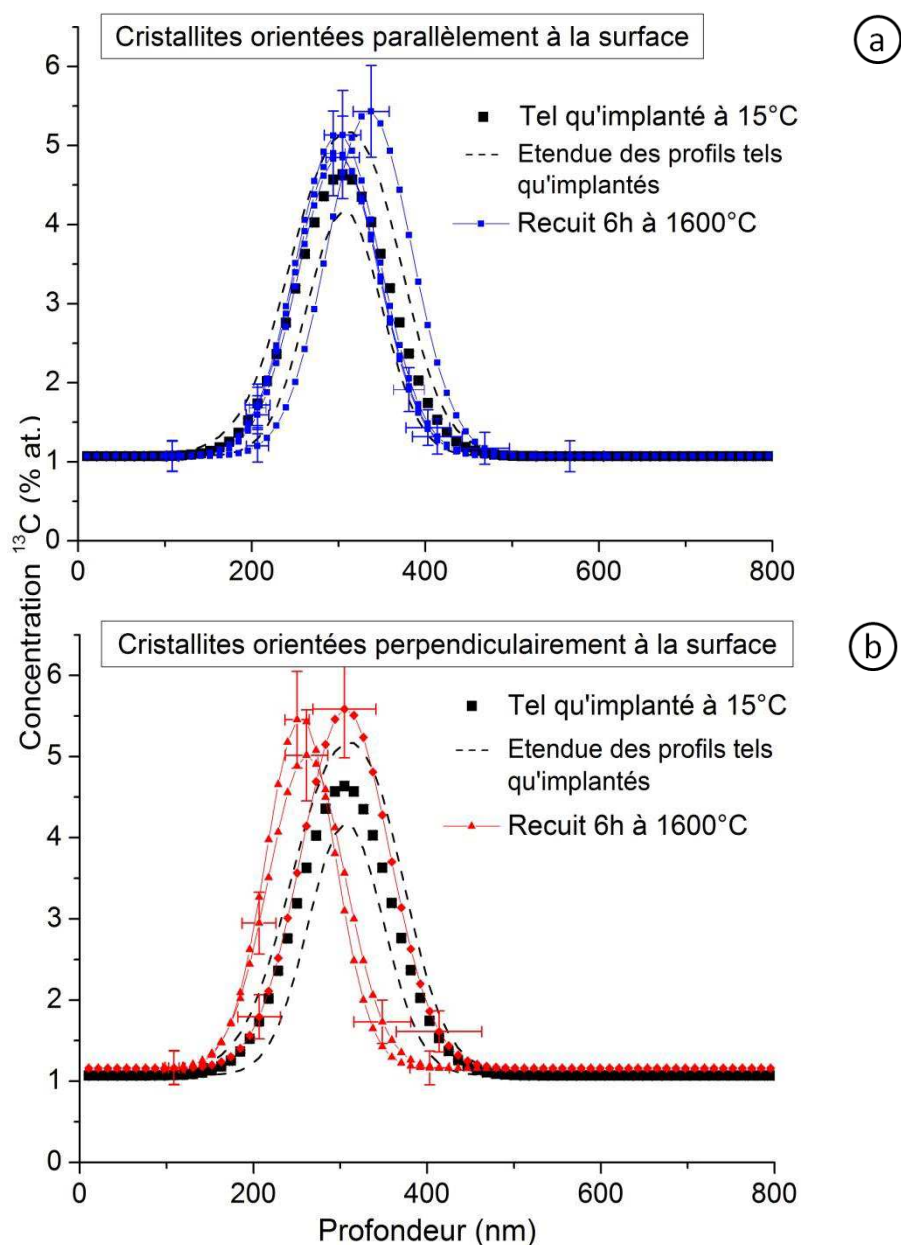 Cristallites orientées parallèlement à la surface
a
Tel qu'implanté à 15°C
Etendue des profils tels
qu'implantés
Recuit 6h à 1600°C
6
5
4
3
2
1
0
0 200 400 600 800
Concentration ¹³C (% at.)
Cristallites orientées perpendiculairement à la surface
b
Tel qu'implanté à 15°C
Etendue des profils tels
qu'implantés
Recuit 6h à 1600°C
6
5
4
3
2
1
0
0 200 400 600 800
Profondeur (nm)